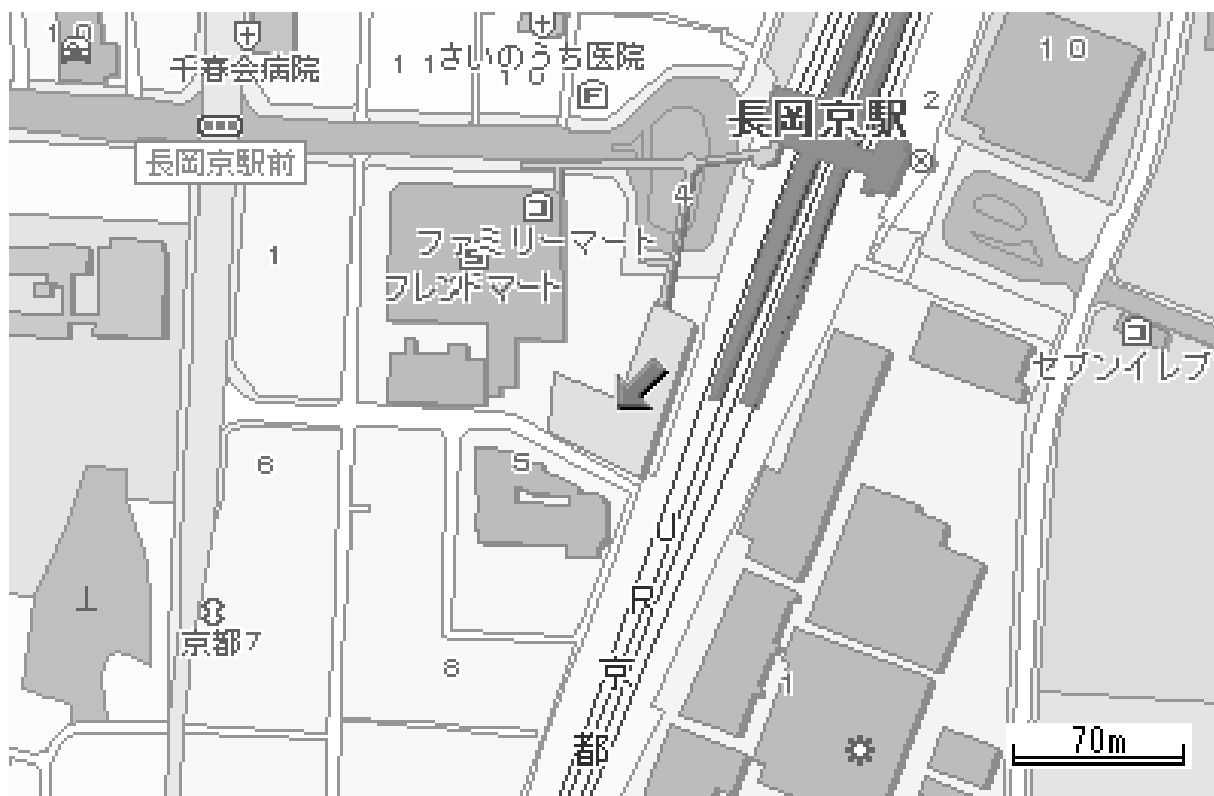 10
千春会病院
11
さいのうち医院
10
F
長岡京駅
2
10
長岡京駅前
4
1
ファミリーマート
フレンドマート
セブンイレブ
6
5
J
R
京
都
京都7
8
1
70m